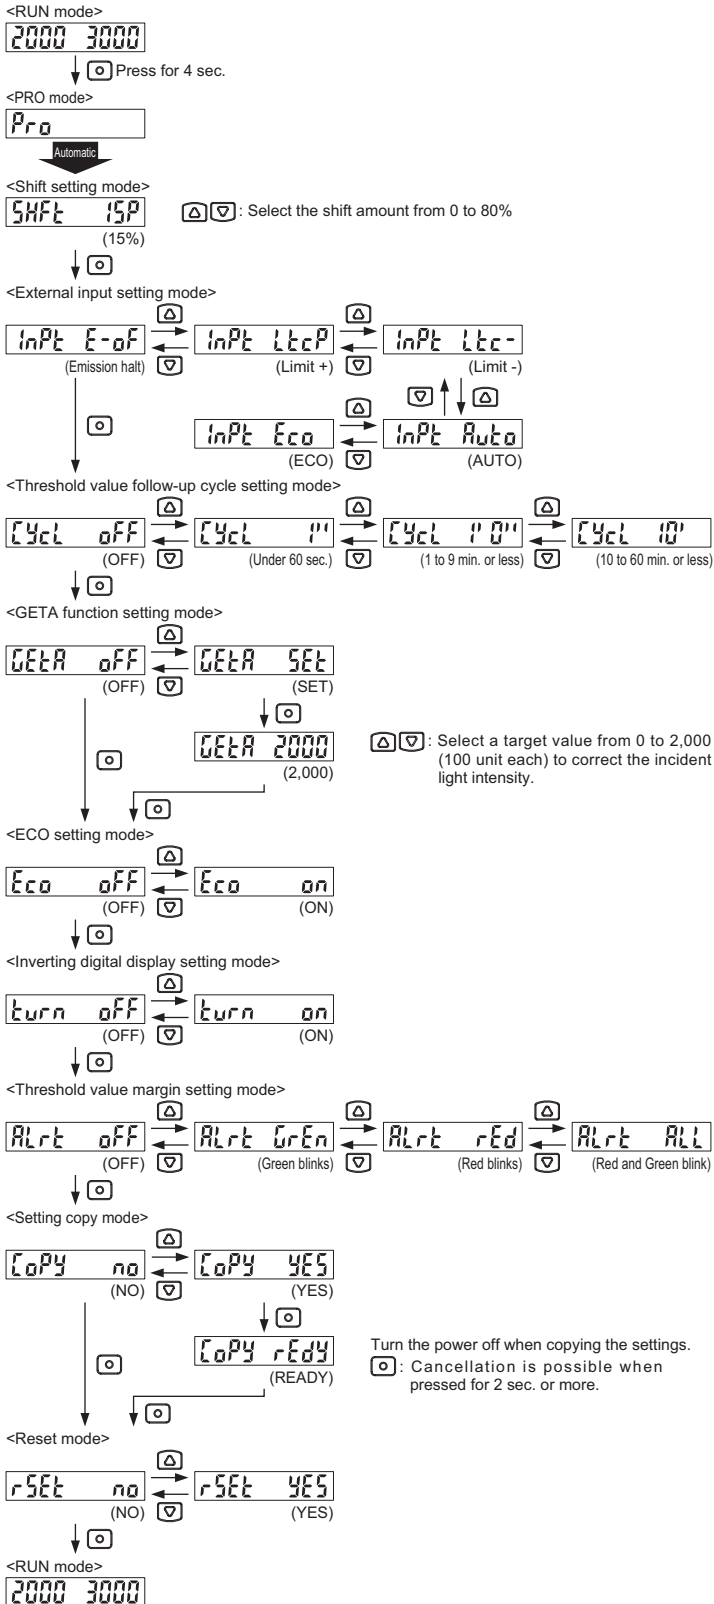 <RUN mode>
2000 3000
Press for 4 sec.
<PRO mode>
Pro
Automatic
<Shift setting mode>
SHFt 15P
: Select the shift amount from 0 to 80%
(15%)
<External input setting mode>
InPt E-oF InPt LtcP InPt Ltc-
(Emission halt) (Limit +) (Limit -)
InPt Eco InPt Auto
(ECO) (AUTO)
<Threshold value follow-up cycle setting mode>
CYcL oFF CYcL 1'' CYcL 1' 0'' CYcL 10'
(OFF) (Under 60 sec.) (1 to 9 min. or less) (10 to 60 min. or less)
<GETA function setting mode>
GEtA oFF GEtA SEt
(OFF) (SET)
GEtA 2000
(2,000)
: Select a target value from 0 to 2,000
(100 unit each) to correct the incident
light intensity.
<ECO setting mode>
Eco oFF Eco on
(OFF) (ON)
<Inverting digital display setting mode>
turn oFF turn on
(OFF) (ON)
<Threshold value margin setting mode>
ALrt oFF ALrt GrEn ALrt rEd ALrt ALL
(OFF) (Green blinks) (Red blinks) (Red and Green blink)
<Setting copy mode>
CoPY no CoPY YES
(NO) (YES)
CoPY rEdY
(READY)
Turn the power off when copying the settings.
: Cancellation is possible when
pressed for 2 sec. or more.
<Reset mode>
rSEt no rSEt YES
(NO) (YES)
<RUN mode>
2000 3000